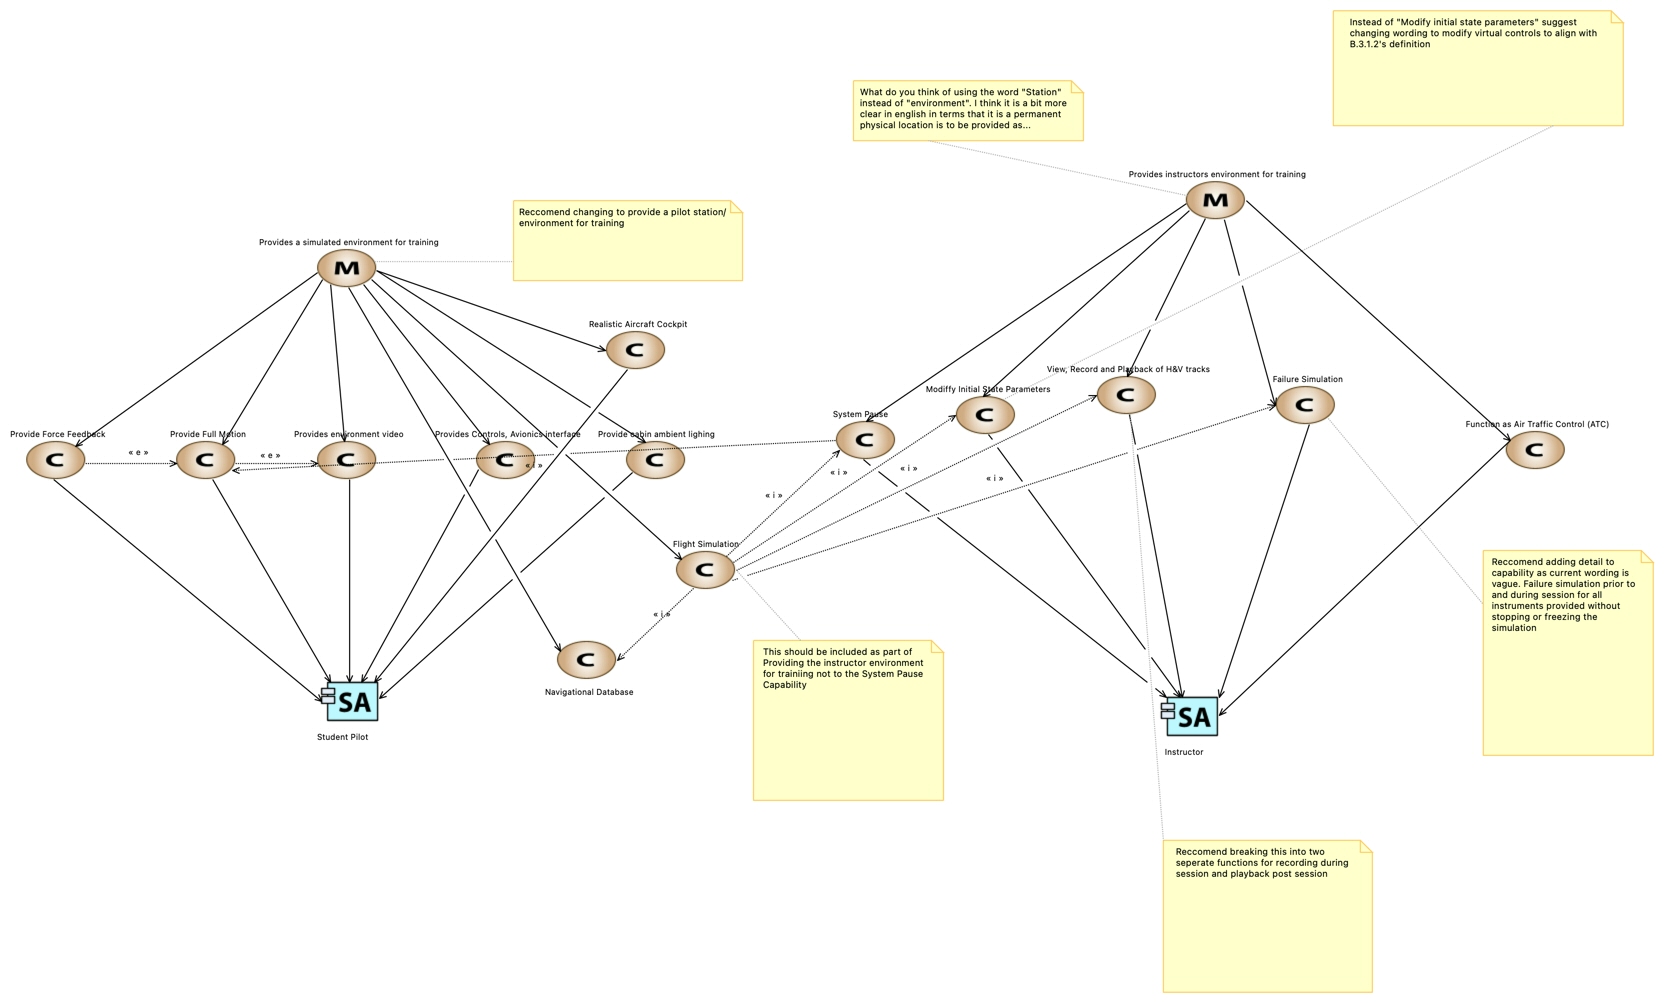 Instead of "Modify initial state parameters" suggest
changing wording to modify virtual controls to align with
B.3.1.2's definition
What do you think of using the word "Station"
instead of "environment". I think it is a bit more
clear in english in terms that it is a permanent
physical location is to be provided as...
Provides instructors environment for training
M
Reccomend changing to provide a pilot station/
environment for training
Provides a simulated environment for training
M
Realistic Aircraft Cockpit
C
View, Record and Playback of H&V tracks
C
Failure Simulation
C
Modiffy Initial State Parameters
C
System Pause
C
Function as Air Traffic Control (ATC)
C
Provide Force Feedback
C
« e »
Provide Full Motion
C
« e »
Provides environment video
C
Provides Controls, Avionics interface
C
« i »
Provide cabin ambient lighing
C
« i »
« i »
« i »
« i »
Flight Simulation
C
« i »
Reccomend adding detail to
capability as current wording is
vague. Failure simulation prior to
and during session for all
instruments provided without
stopping or freezing the
simulation
This should be included as part of
Providing the instructor environment
for trainiing not to the System Pause
Capability
C
Navigational Database
SA
Student Pilot
SA
Instructor
Reccomend breaking this into two
seperate functions for recording during
session and playback post session